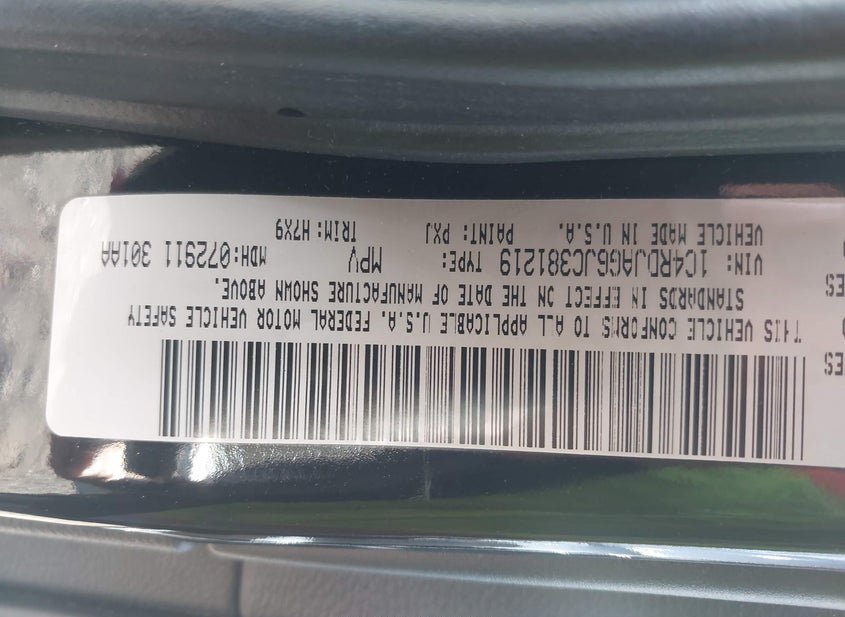 THIS VEHICLE CONFORMS TO ALL APPLICABLE U.S.A. FEDERAL MOTOR VEHICLE SAFETY
STANDARDS IN EFFECT ON THE DATE OF MANUFACTURE SHOWN ABOVE.
VIN: 1C4RDJAG6JC381219 TYPE: MPV MDH:072911 301AA
VEHICLE MADE IN U.S.A. PAINT: PXJ TRIM: H7X9